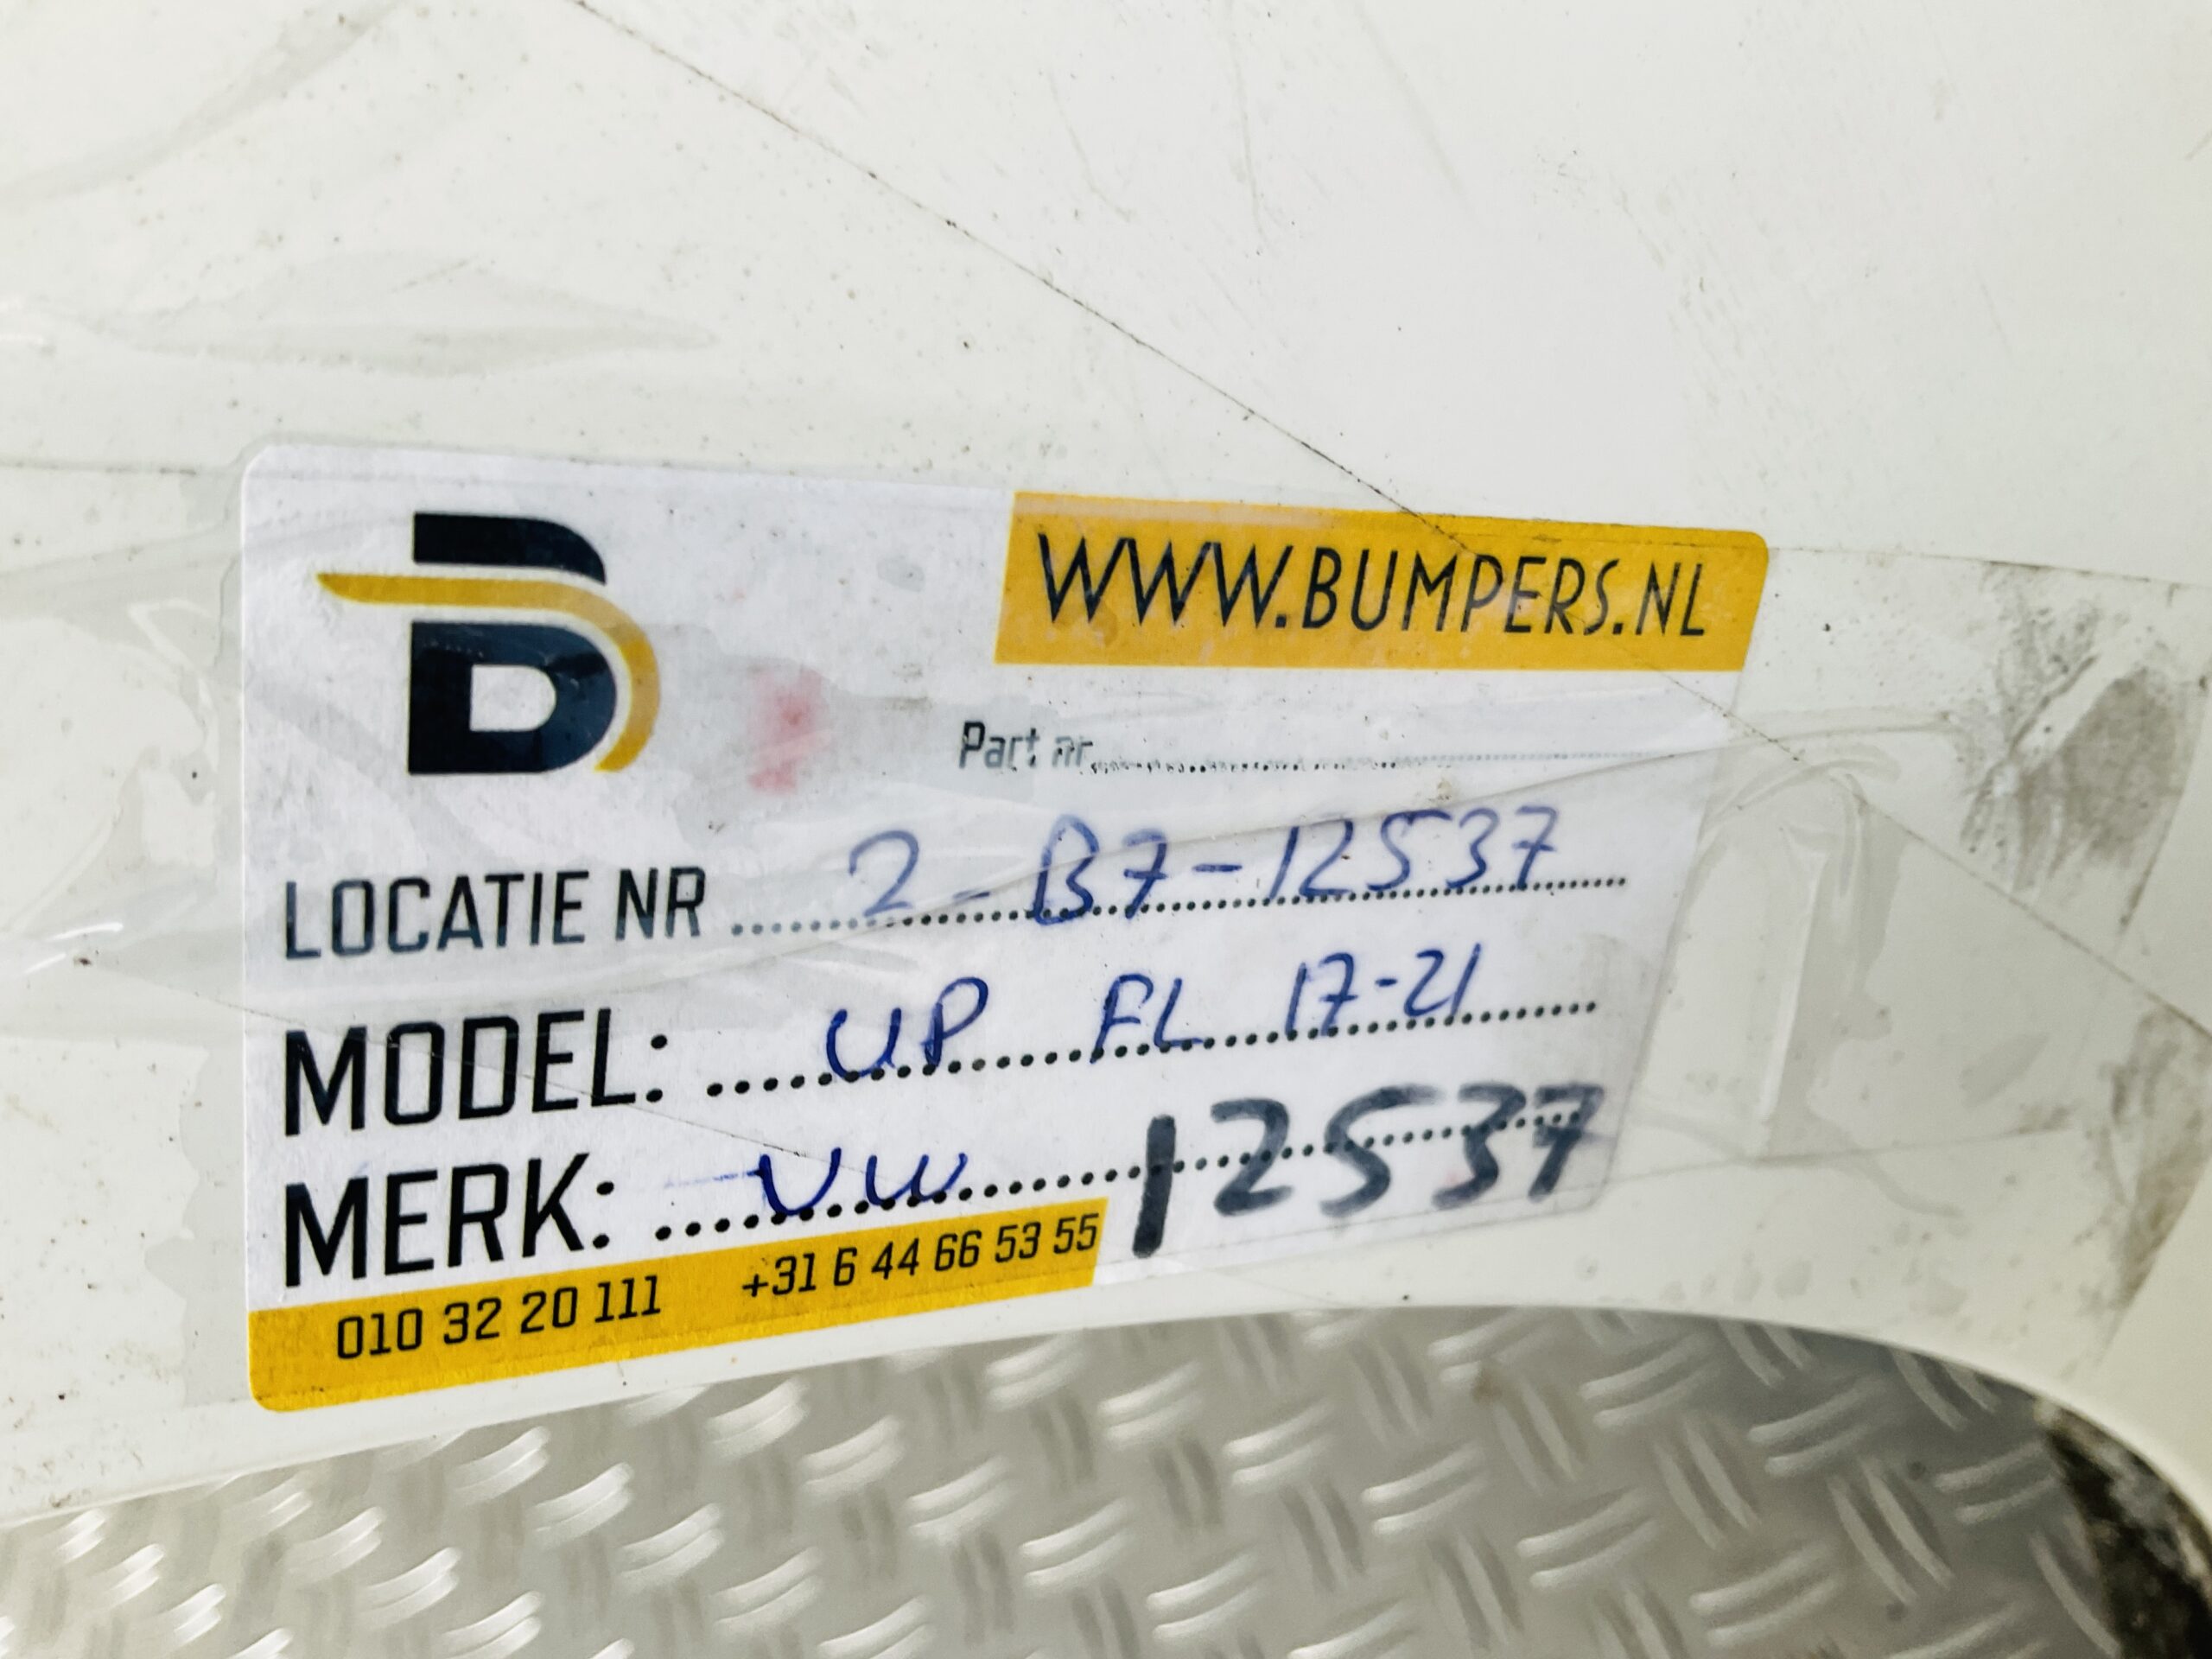 B
WWW.BUMPERS.NL
Part nr
LOCATIE NR 2-B7-12537
MODEL: UP FL 17-21
MERK: VW 12537
010 32 20 111 +31 6 44 66 53 55